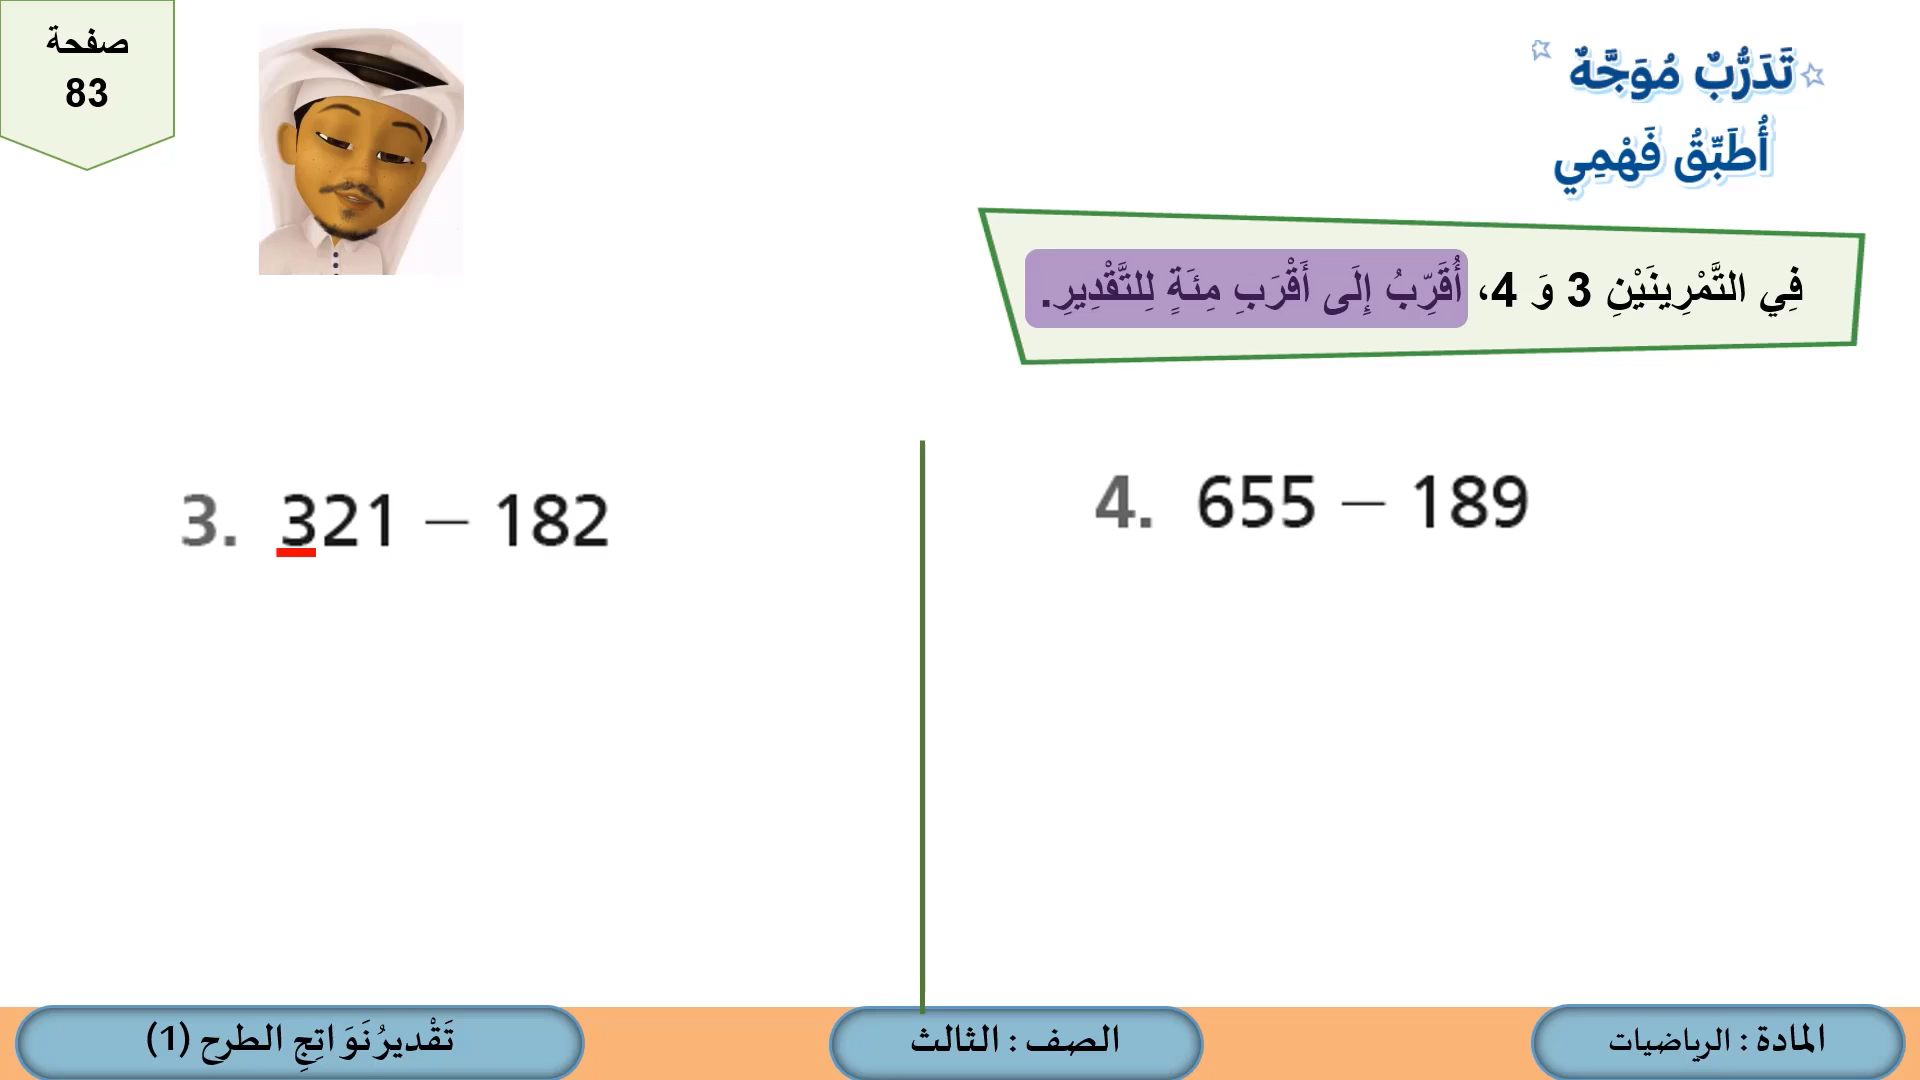 صفحة
83
تَدَرُّبٌ مُوَجَّهٌ
أُطَبِّقُ فَهْمِي
فِي التَّمْرِينَيْنِ 3 وَ 4، أُقَرِّبُ إِلَى أَقْرَبِ مِئَةٍ لِلتَّقْدِيرِ.
3. 321 – 182
4. 655 – 189
المادة : الرياضيات
الصف : الثالث
تَقْديرُ نَوَاتِجِ الطرح (1)